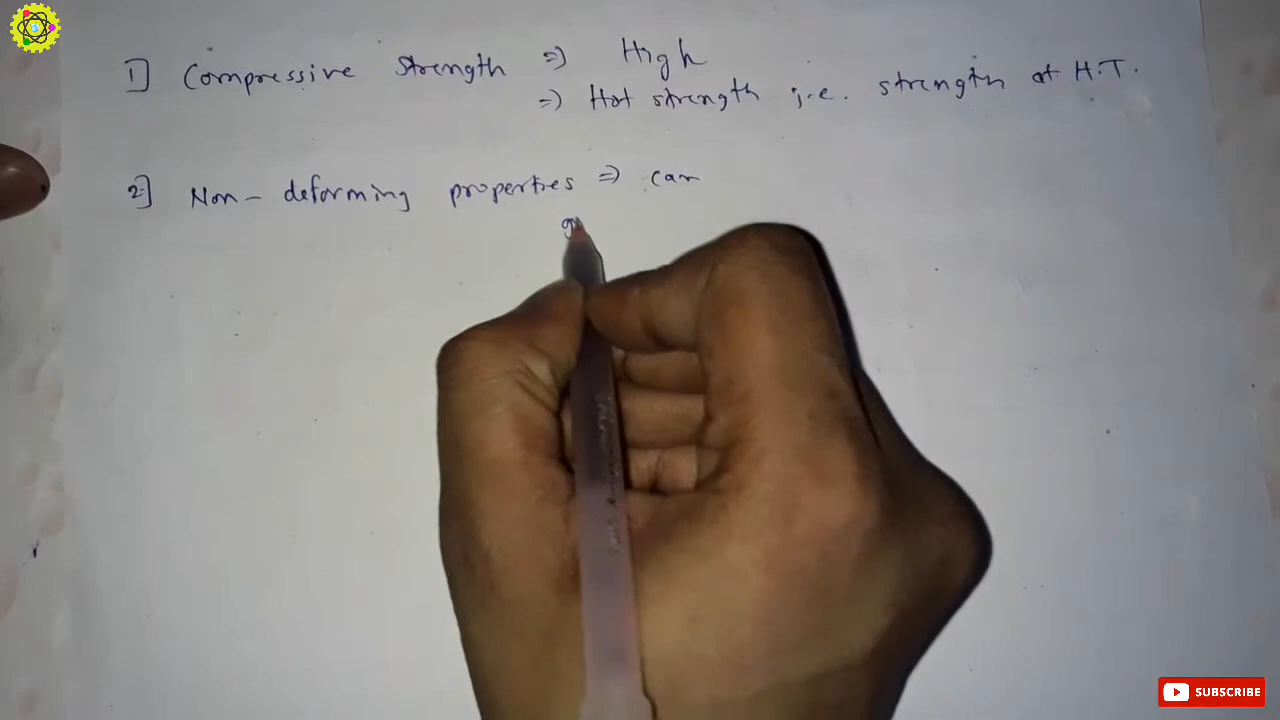 1] Compressive Strength => High
=> Hot strength i.e. strength at H.T.
2] Non-deforming properties => can
SUBSCRIBE